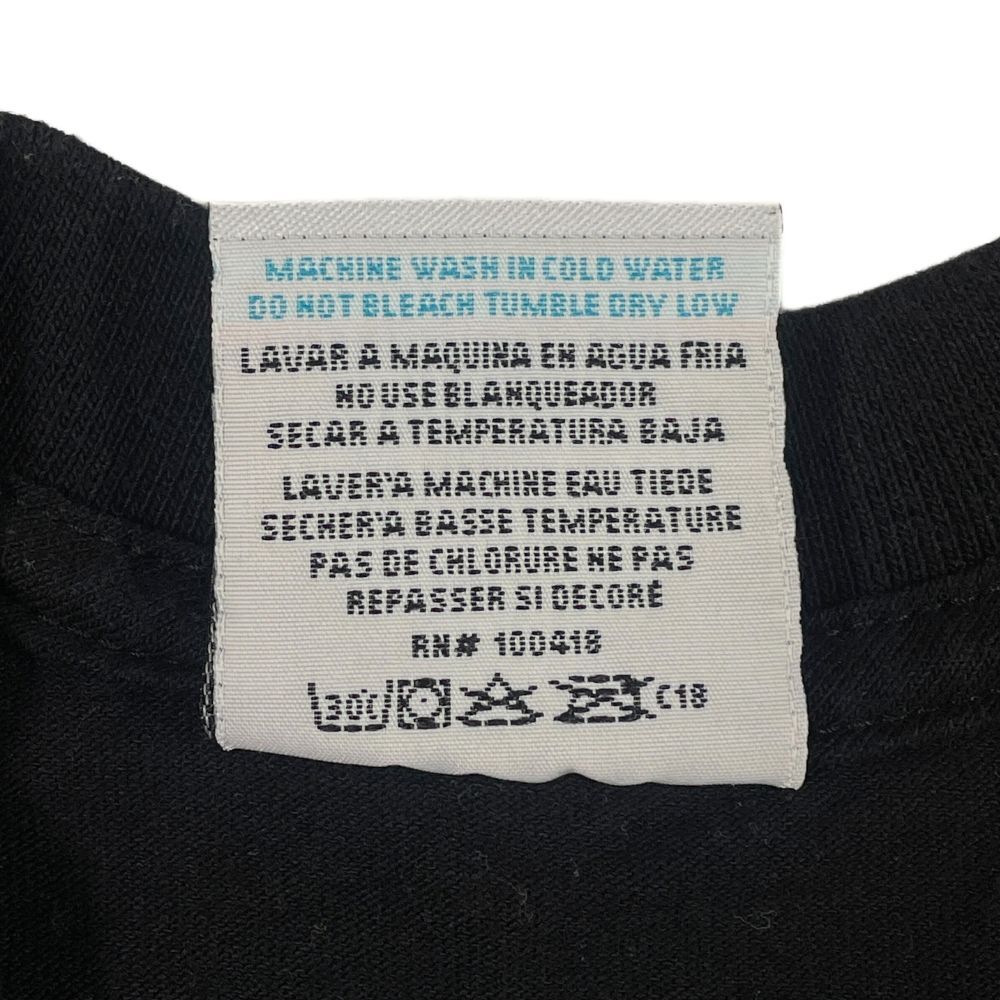 MACHINE WASH IN COLD WATER
DO NOT BLEACH TUMBLE DRY LOW
LAVAR A MAQUINA EN AGUA FRIA
NO USE BLANQUEADOR
SECAR A TEMPERATURA BAJA
LAVER'A MACHINE EAU TIEDE
SECHER'A BASSE TEMPERATURE
PAS DE CHLORURE NE PAS
REPASSER SI DECORÉ
RN# 100418
30C C18